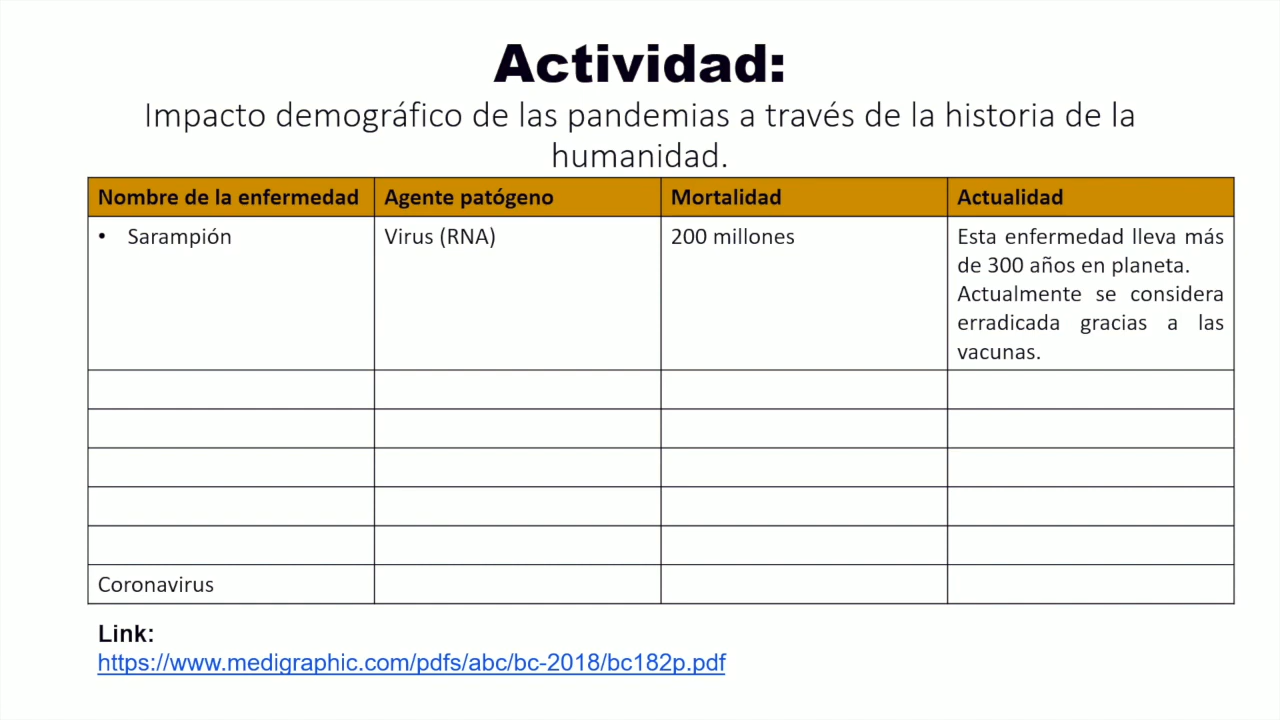 Actividad:
Impacto demográfico de las pandemias a través de la historia de la
humanidad.
Nombre de la enfermedad
Agente patógeno
Mortalidad
Actualidad
• Sarampión
Virus (RNA)
200 millones
Esta enfermedad lleva más
de 300 años en planeta.
Actualmente se considera
erradicada gracias a las
vacunas.
Coronavirus
Link:
https://www.medigraphic.com/pdfs/abc/bc-2018/bc182p.pdf